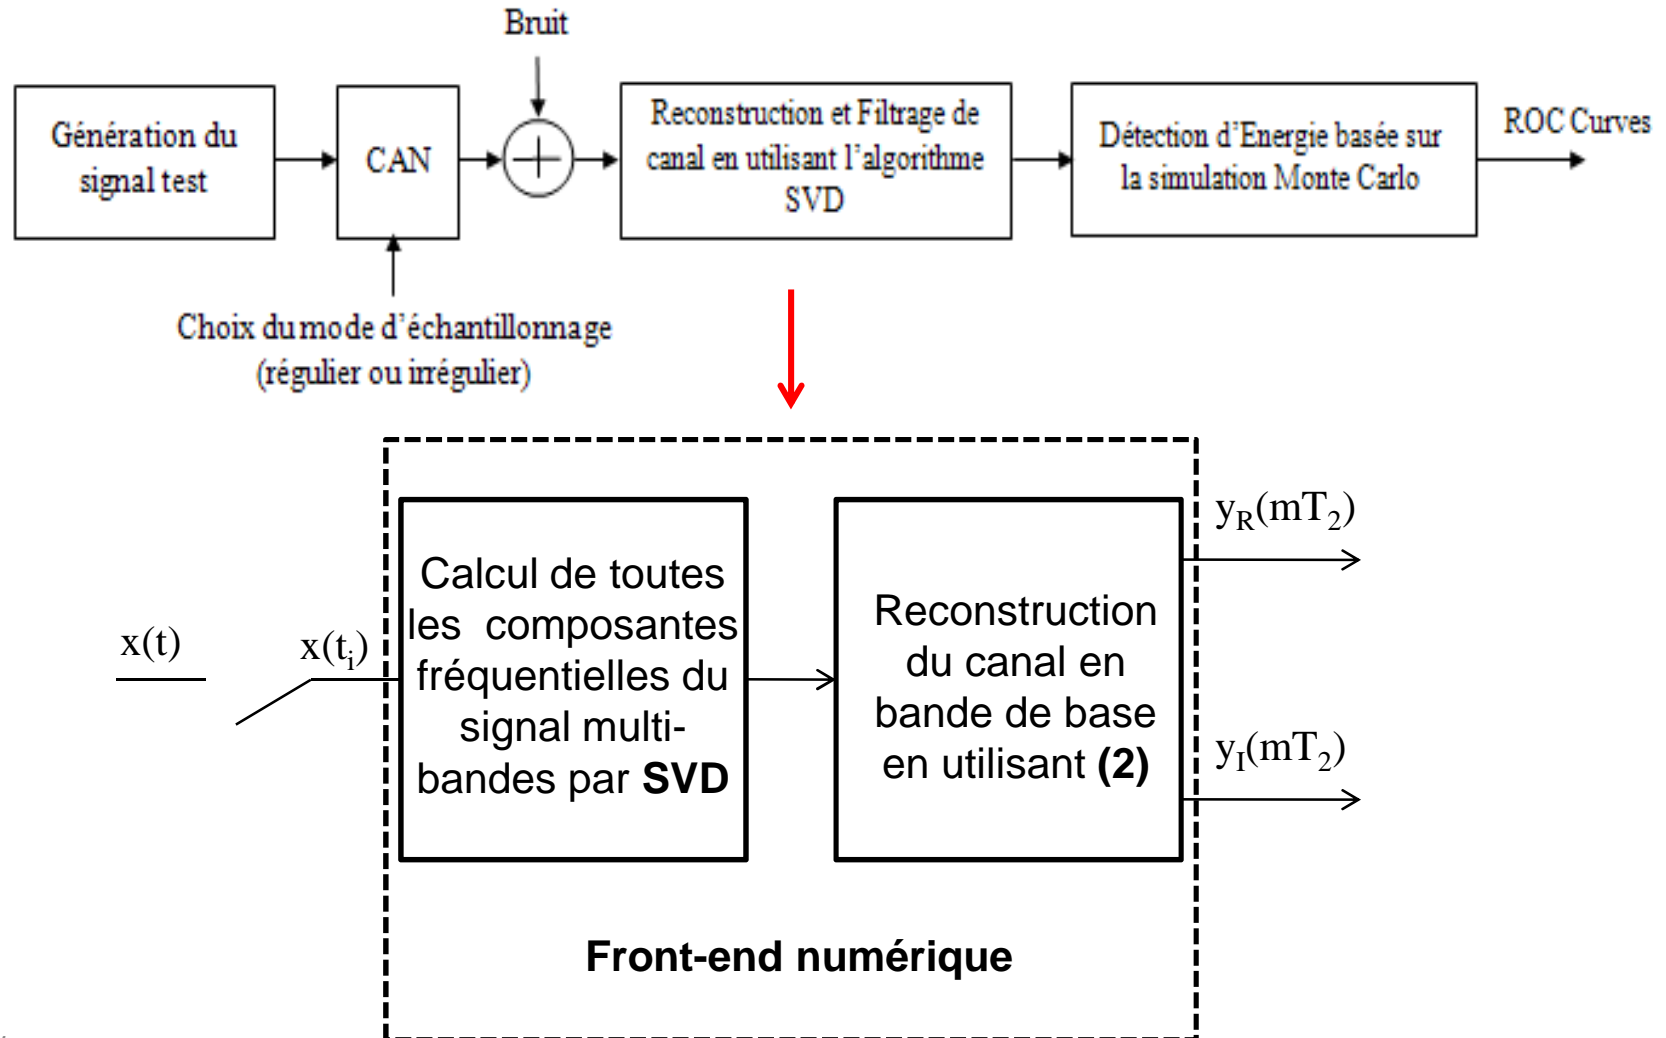 Bruit
Génération du
signal test
CAN
Reconstruction et Filtrage de
canal en utilisant l'algorithme
SVD
Détection d'Energie basée sur
la simulation Monte Carlo
ROC Curves
Choix du mode d'échantillonnage
(régulier ou irrégulier)
x(t)
x(tᵢ)
Calcul de toutes
les composantes
fréquentielles du
signal multi-
bandes par SVD
Reconstruction
du canal en
bande de base
en utilisant (2)
y_R(mT₂)
y_I(mT₂)
Front-end numérique